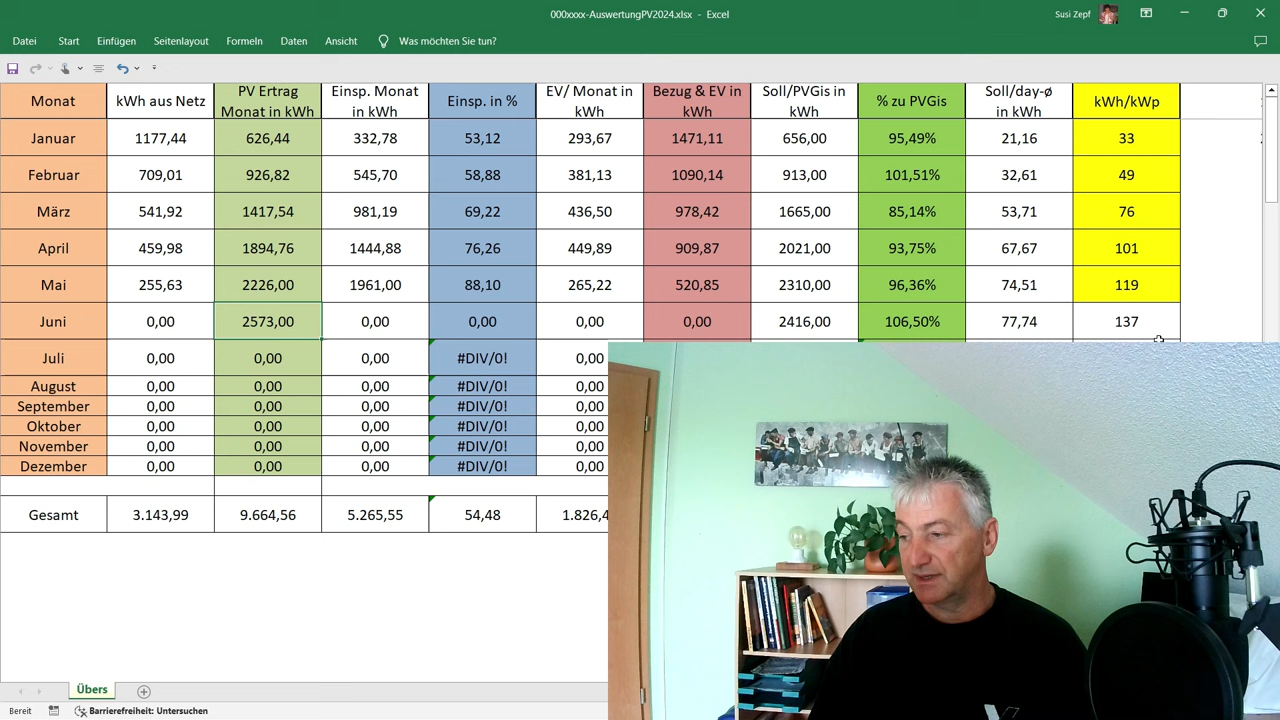 000xxxx-AuswertungPV2024.xlsx - Excel
Susi Zepf
Datei Start Einfügen Seitenlayout Formeln Daten Ansicht Was möchten Sie tun?
Monat kWh aus Netz PV Ertrag Monat in kWh Einsp. Monat in kWh Einsp. in % EV/ Monat in kWh Bezug & EV in kWh Soll/PVGis in kWh % zu PVGis Soll/day-ø in kWh kWh/kWp
Januar 1177,44 626,44 332,78 53,12 293,67 1471,11 656,00 95,49% 21,16 33
Februar 709,01 926,82 545,70 58,88 381,13 1090,14 913,00 101,51% 32,61 49
März 541,92 1417,54 981,19 69,22 436,50 978,42 1665,00 85,14% 53,71 76
April 459,98 1894,76 1444,88 76,26 449,89 909,87 2021,00 93,75% 67,67 101
Mai 255,63 2226,00 1961,00 88,10 265,22 520,85 2310,00 96,36% 74,51 119
Juni 0,00 2573,00 0,00 0,00 0,00 0,00 2416,00 106,50% 77,74 137
Juli 0,00 0,00 0,00 #DIV/0! 0,00
August 0,00 0,00 0,00 #DIV/0! 0,00
September 0,00 0,00 0,00 #DIV/0! 0,00
Oktober 0,00 0,00 0,00 #DIV/0! 0,00
November 0,00 0,00 0,00 #DIV/0! 0,00
Dezember 0,00 0,00 0,00 #DIV/0! 0,00
Gesamt 3.143,99 9.664,56 5.265,55 54,48 1.826,4
Übers
Bereit Barrierefreiheit: Untersuchen